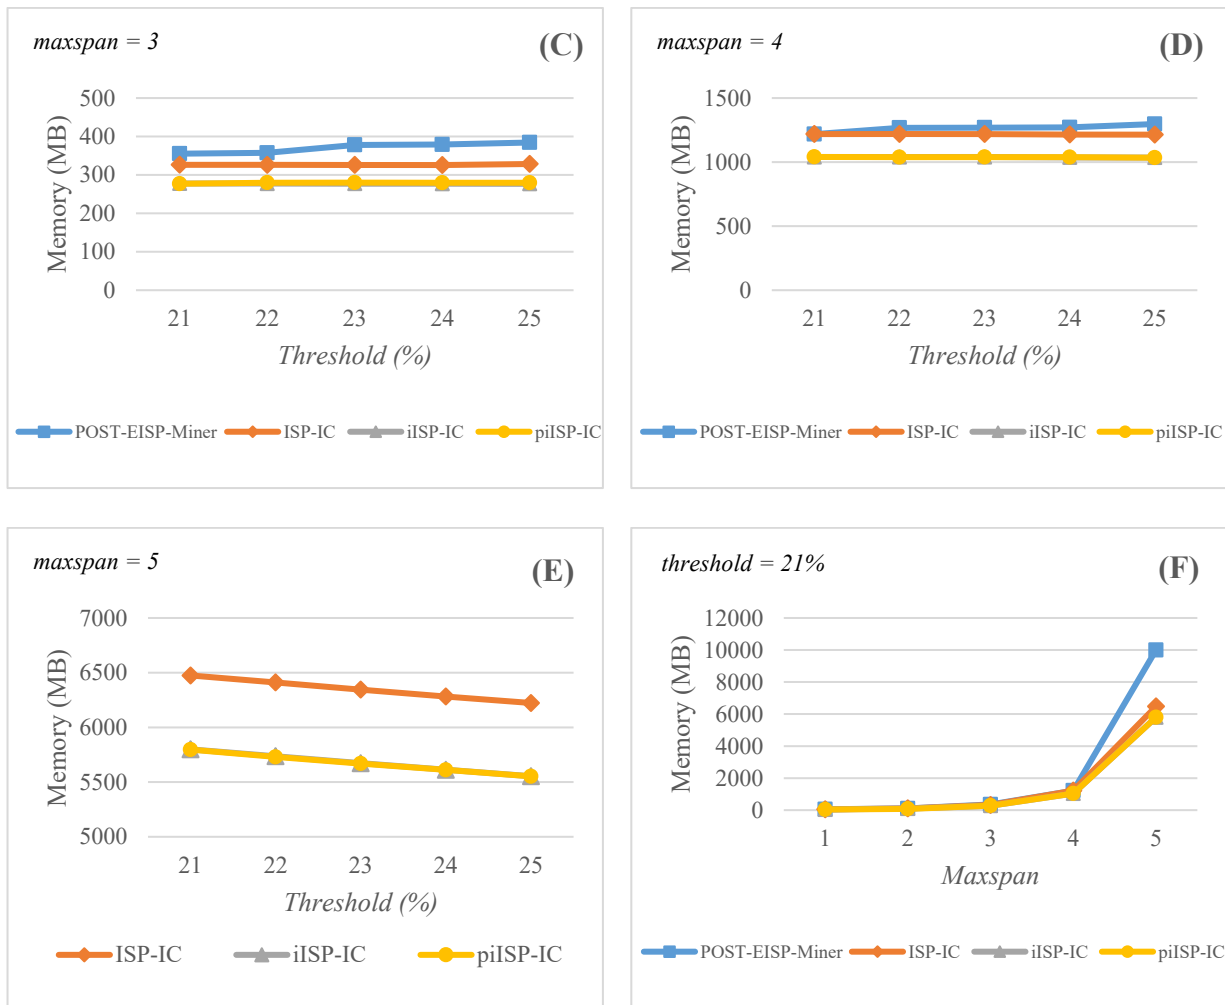 maxspan = 3
(C)
500
400
300
200
100
0
Memory (MB)
21 22 23 24 25
Threshold (%)
POST-EISP-Miner ISP-IC iISP-IC piISP-IC
maxspan = 4
(D)
1500
1000
500
0
Memory (MB)
21 22 23 24 25
Threshold (%)
POST-EISP-Miner ISP-IC iISP-IC piISP-IC
maxspan = 5
(E)
7000
6500
6000
5500
5000
Memory (MB)
21 22 23 24 25
Threshold (%)
ISP-IC iISP-IC piISP-IC
threshold = 21%
(F)
12000
10000
8000
6000
4000
2000
0
Memory (MB)
1 2 3 4 5
Maxspan
POST-EISP-Miner ISP-IC iISP-IC piISP-IC